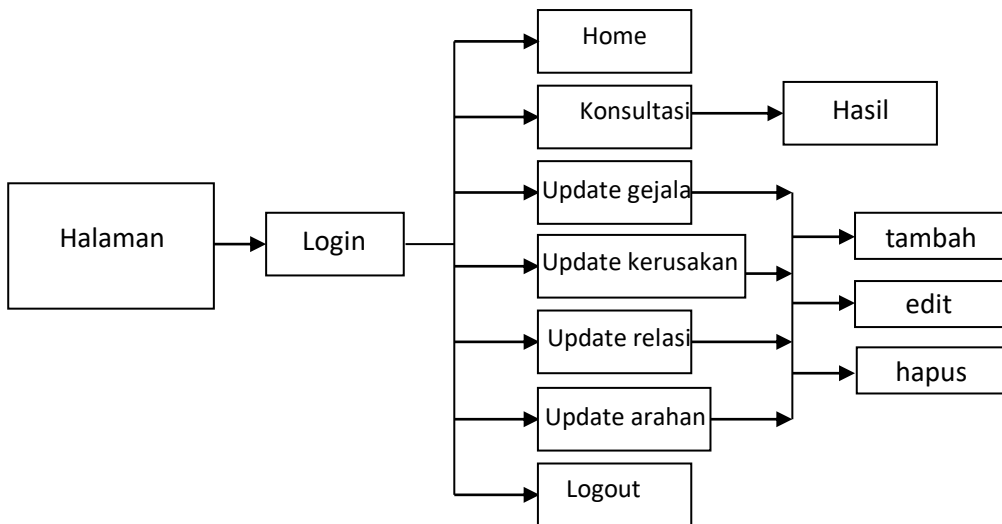 Halaman
Login
Home
Konsultasi
Hasil
Update gejala
Update kerusakan
Update relasi
Update arahan
Logout
tambah
edit
hapus